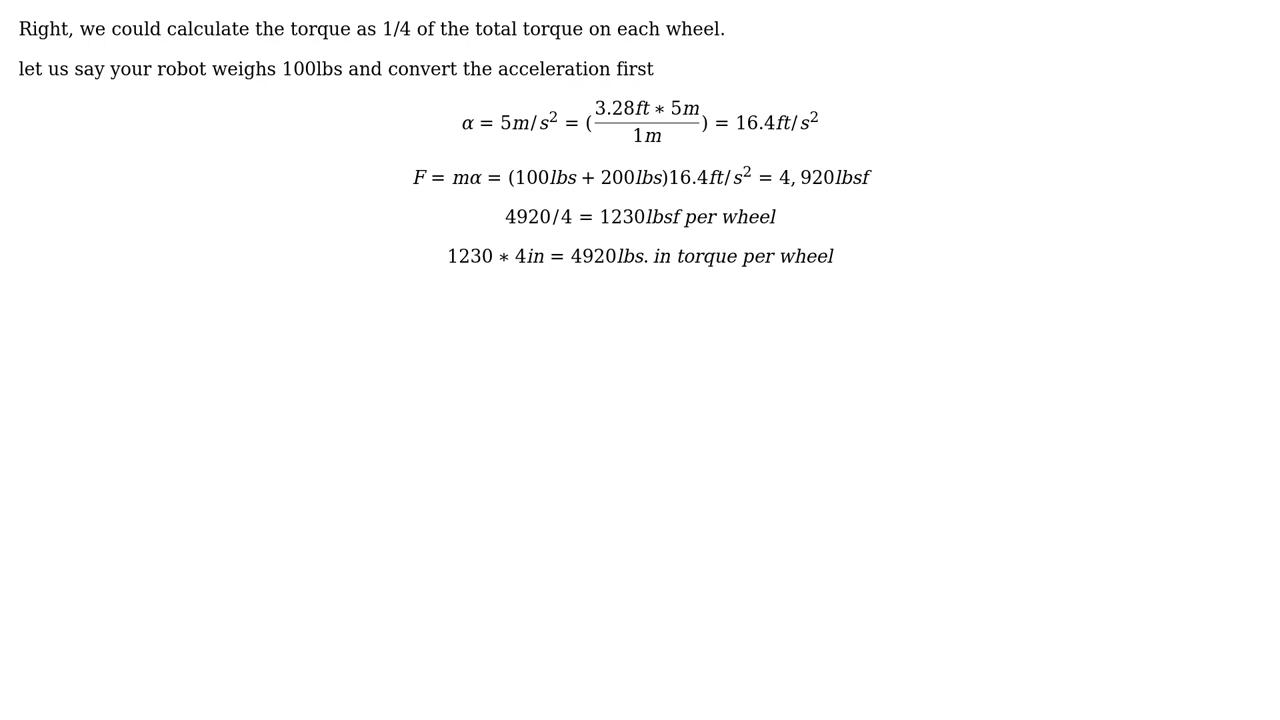 Right, we could calculate the torque as 1/4 of the total torque on each wheel.
let us say your robot weighs 100lbs and convert the acceleration first
α = 5m/s² = (\frac{3.28ft ∗ 5m}{1m}) = 16.4ft/s²
F = mα = (100lbs + 200lbs)16.4ft/s² = 4,920lbsf
4920/4 = 1230lbsf per wheel
1230 ∗ 4in = 4920lbs. in torque per wheel